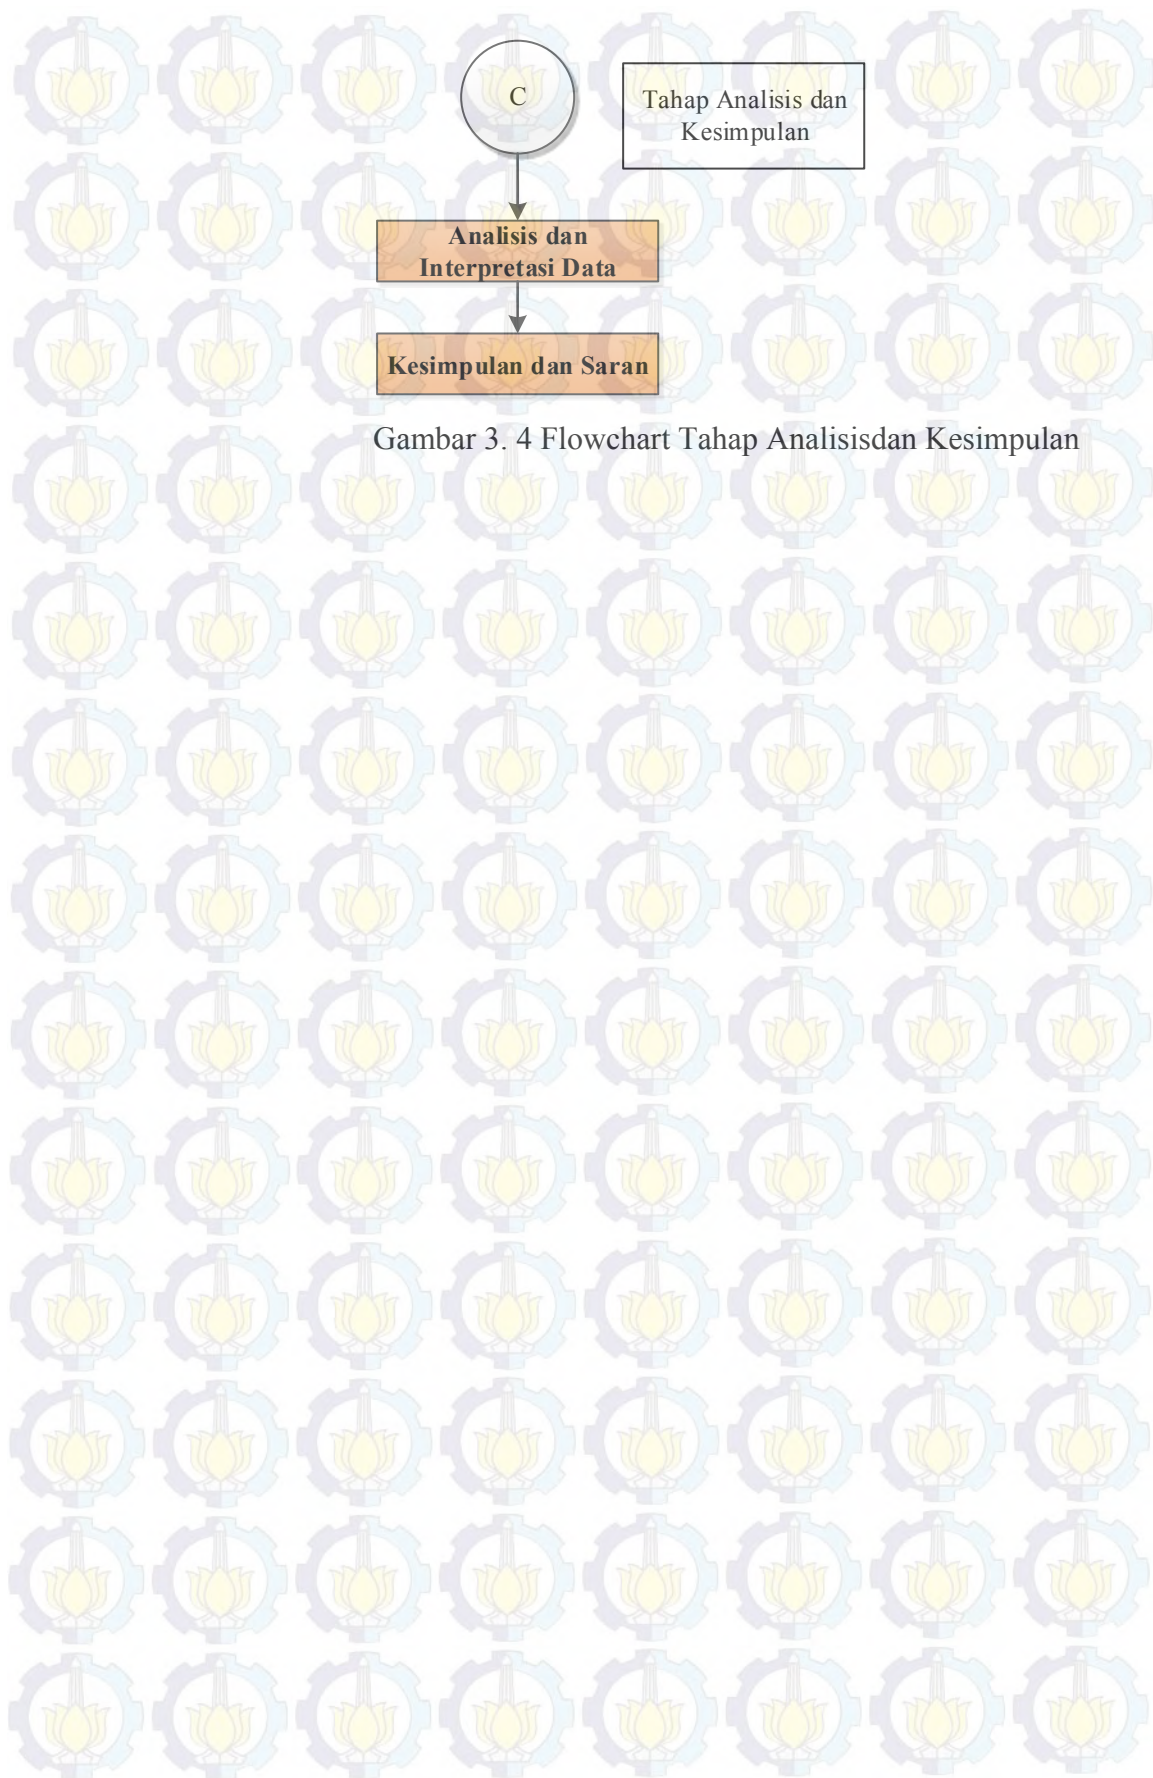 C
Tahap Analisis dan
Kesimpulan
Analisis dan
Interpretasi Data
Kesimpulan dan Saran
Gambar 3. 4 Flowchart Tahap Analisisdan Kesimpulan